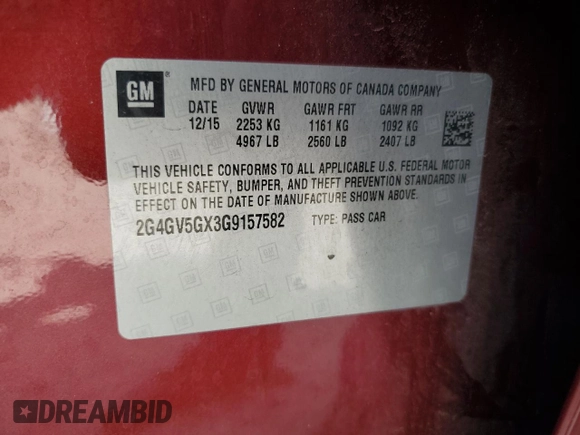 GM
MFD BY GENERAL MOTORS OF CANADA COMPANY
DATE GVWR GAWR FRT GAWR RR
12/15 2253 KG 1161 KG 1092 KG
4967 LB 2560 LB 2407 LB
THIS VEHICLE CONFORMS TO ALL APPLICABLE U.S. FEDERAL MOTOR
VEHICLE SAFETY, BUMPER, AND THEFT PREVENTION STANDARDS IN
EFFECT ON THE DATE OF MANUFACTURE SHOWN ABOVE.
2G4GV5GX3G9157582 TYPE: PASS CAR
DREAMBID